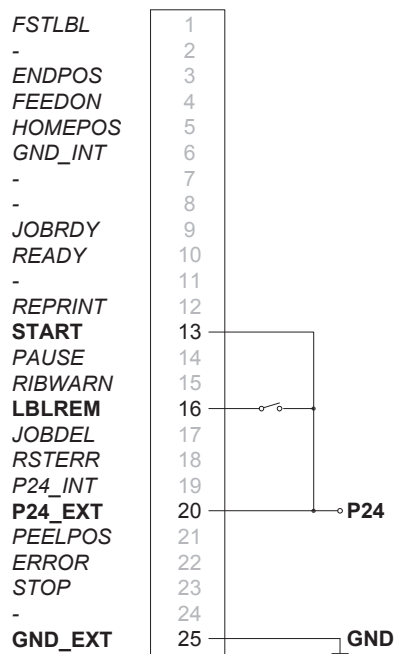 FSTLBL 1
- 2
ENDPOS 3
FEEDON 4
HOMEPOS 5
GND_INT 6
- 7
- 8
JOBRDY 9
READY 10
- 11
REPRINT 12
START 13
PAUSE 14
RIBWARN 15
LBLREM 16
JOBDEL 17
RSTERR 18
P24_INT 19
P24_EXT 20 P24
PEELPOS 21
ERROR 22
STOP 23
- 24
GND_EXT 25 GND